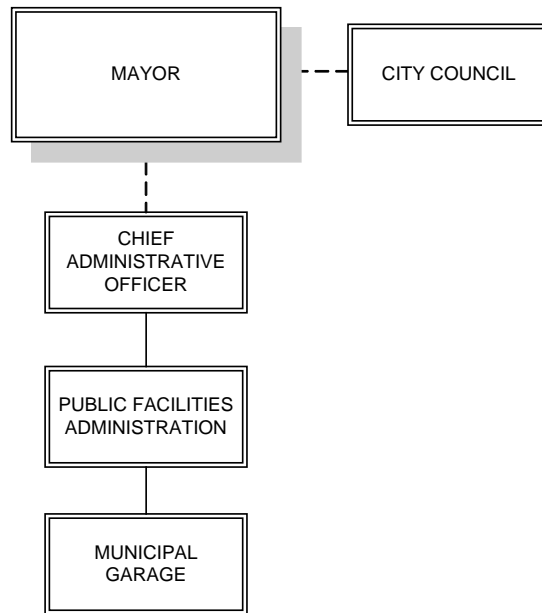 MAYOR
CITY COUNCIL
CHIEF
ADMINISTRATIVE
OFFICER
PUBLIC FACILITIES
ADMINISTRATION
MUNICIPAL
GARAGE